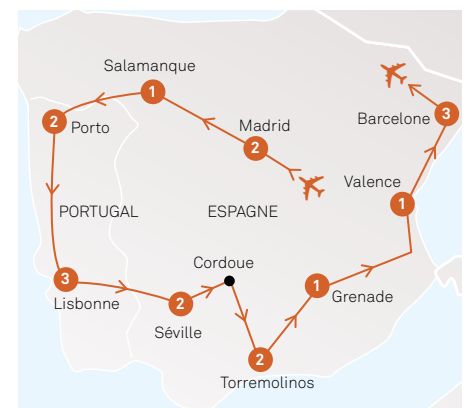 Salamanque
1
Barcelone
3
2
Porto
Madrid
2
Valence
1
PORTUGAL
ESPAGNE
Cordoue
3
Lisbonne
2
Séville
1
Grenade
2
Torremolinos